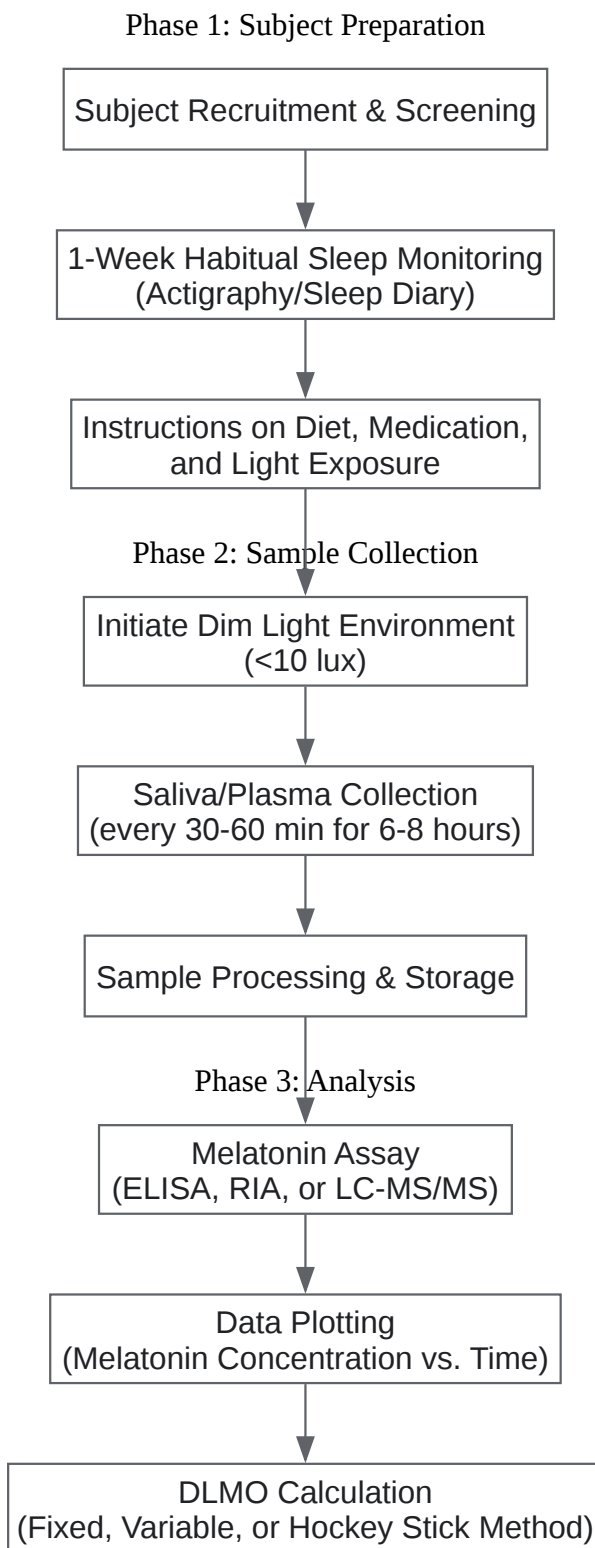 Phase 1: Subject Preparation
Subject Recruitment & Screening
1-Week Habitual Sleep Monitoring
(Actigraphy/Sleep Diary)
Instructions on Diet, Medication,
and Light Exposure
Phase 2: Sample Collection
Initiate Dim Light Environment
(<10 lux)
Saliva/Plasma Collection
(every 30-60 min for 6-8 hours)
Sample Processing & Storage
Phase 3: Analysis
Melatonin Assay
(ELISA, RIA, or LC-MS/MS)
Data Plotting
(Melatonin Concentration vs. Time)
DLMO Calculation
(Fixed, Variable, or Hockey Stick Method)